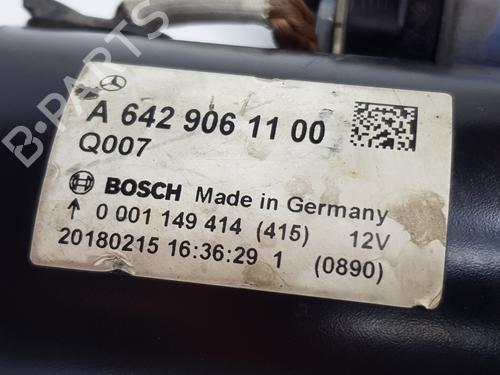 A 642 906 11 00
Q007
BOSCH Made in Germany
↑ 0 001 149 414 (415) 12V
20180215 16:36:29 1 (0890)
B-PARTS